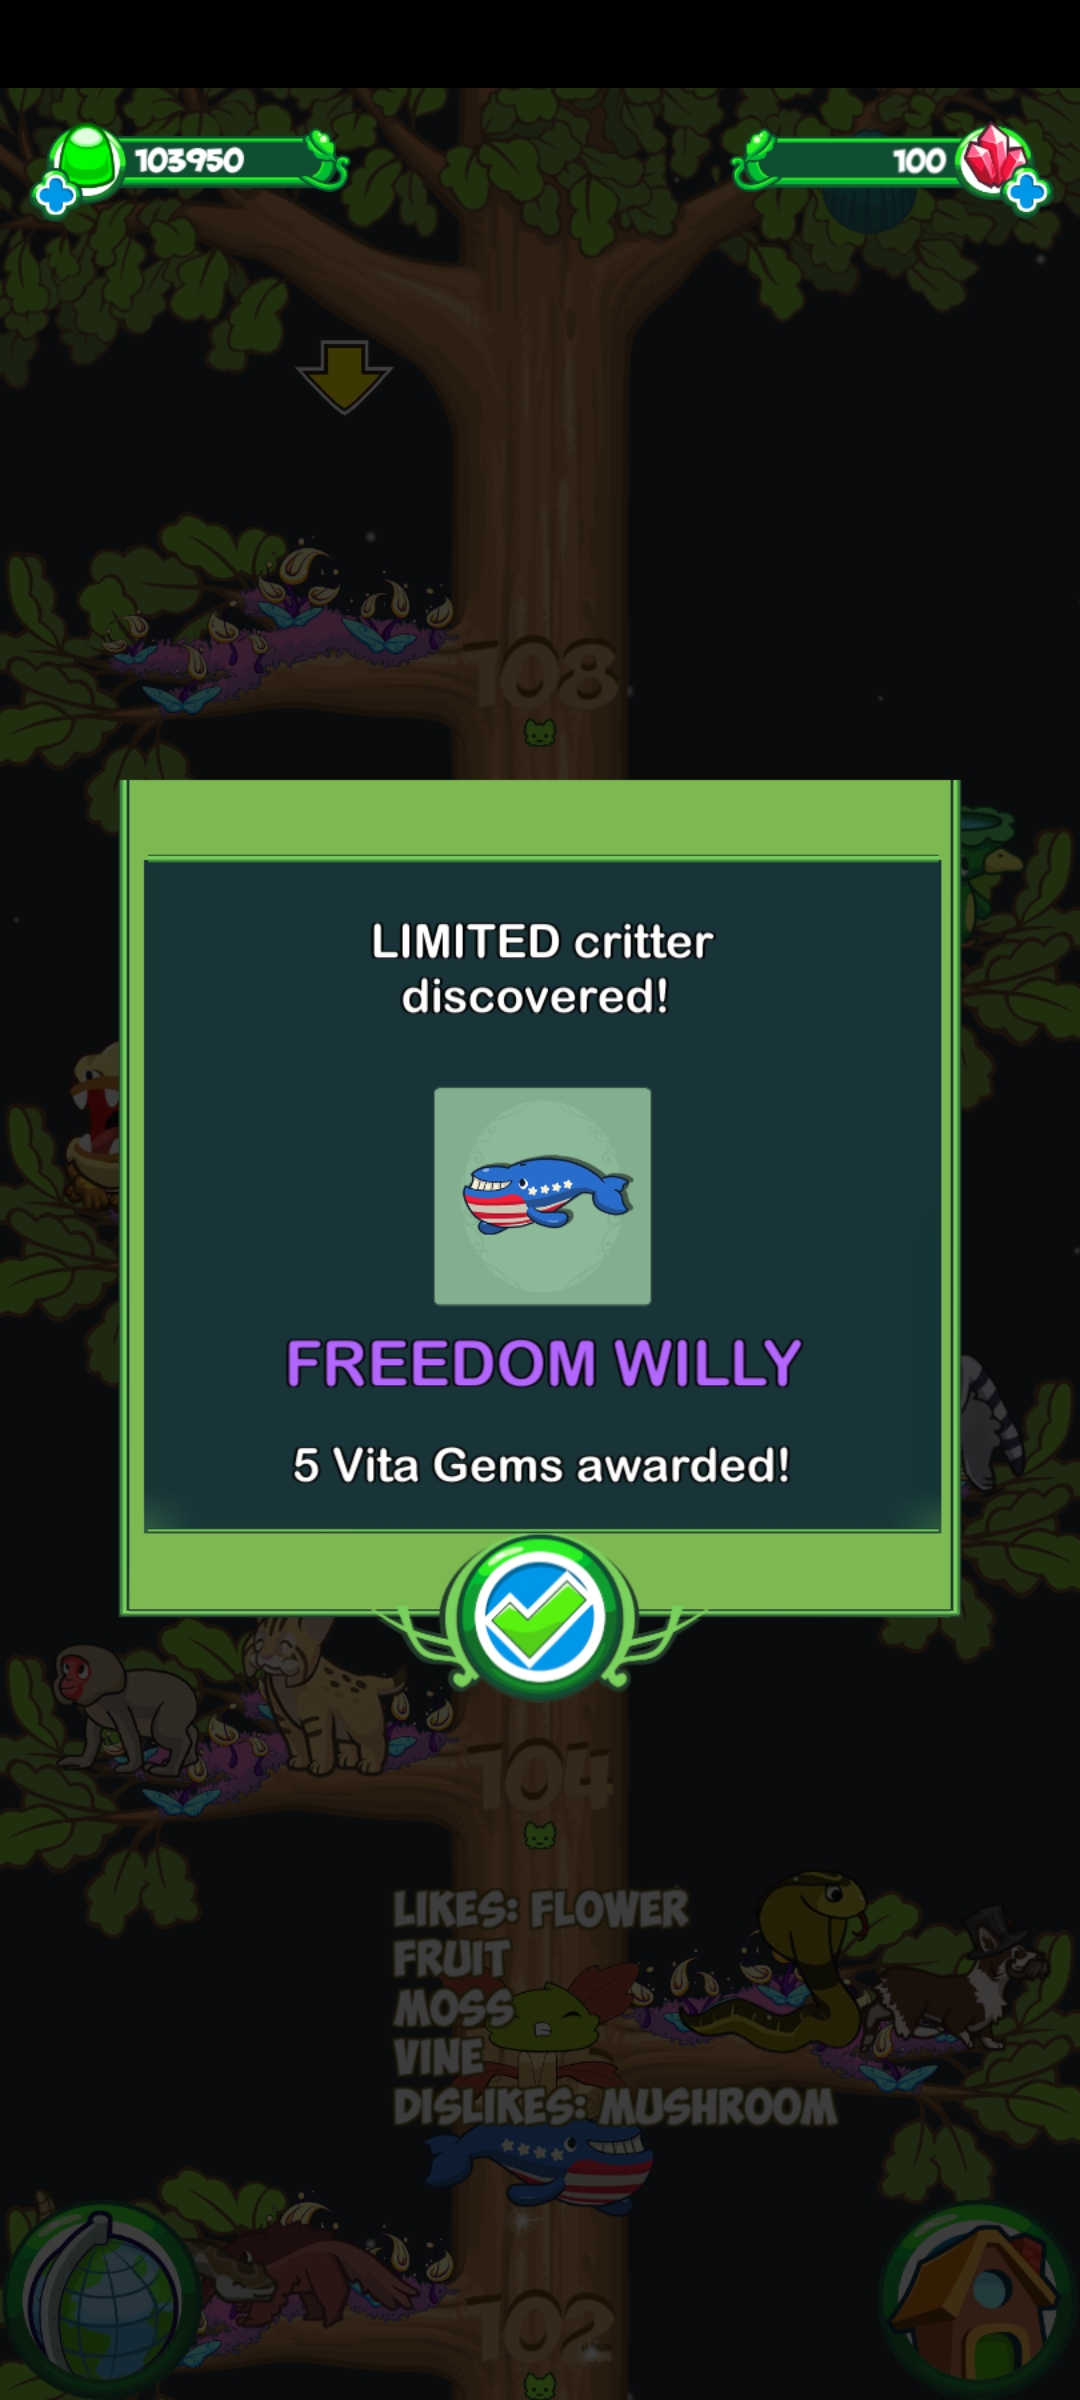 103950
100
108
LIMITED critter
discovered!
FREEDOM WILLY
5 Vita Gems awarded!
104
LIKES: FLOWER
FRUIT
MOSS
VINE
DISLIKES: MUSHROOM
102